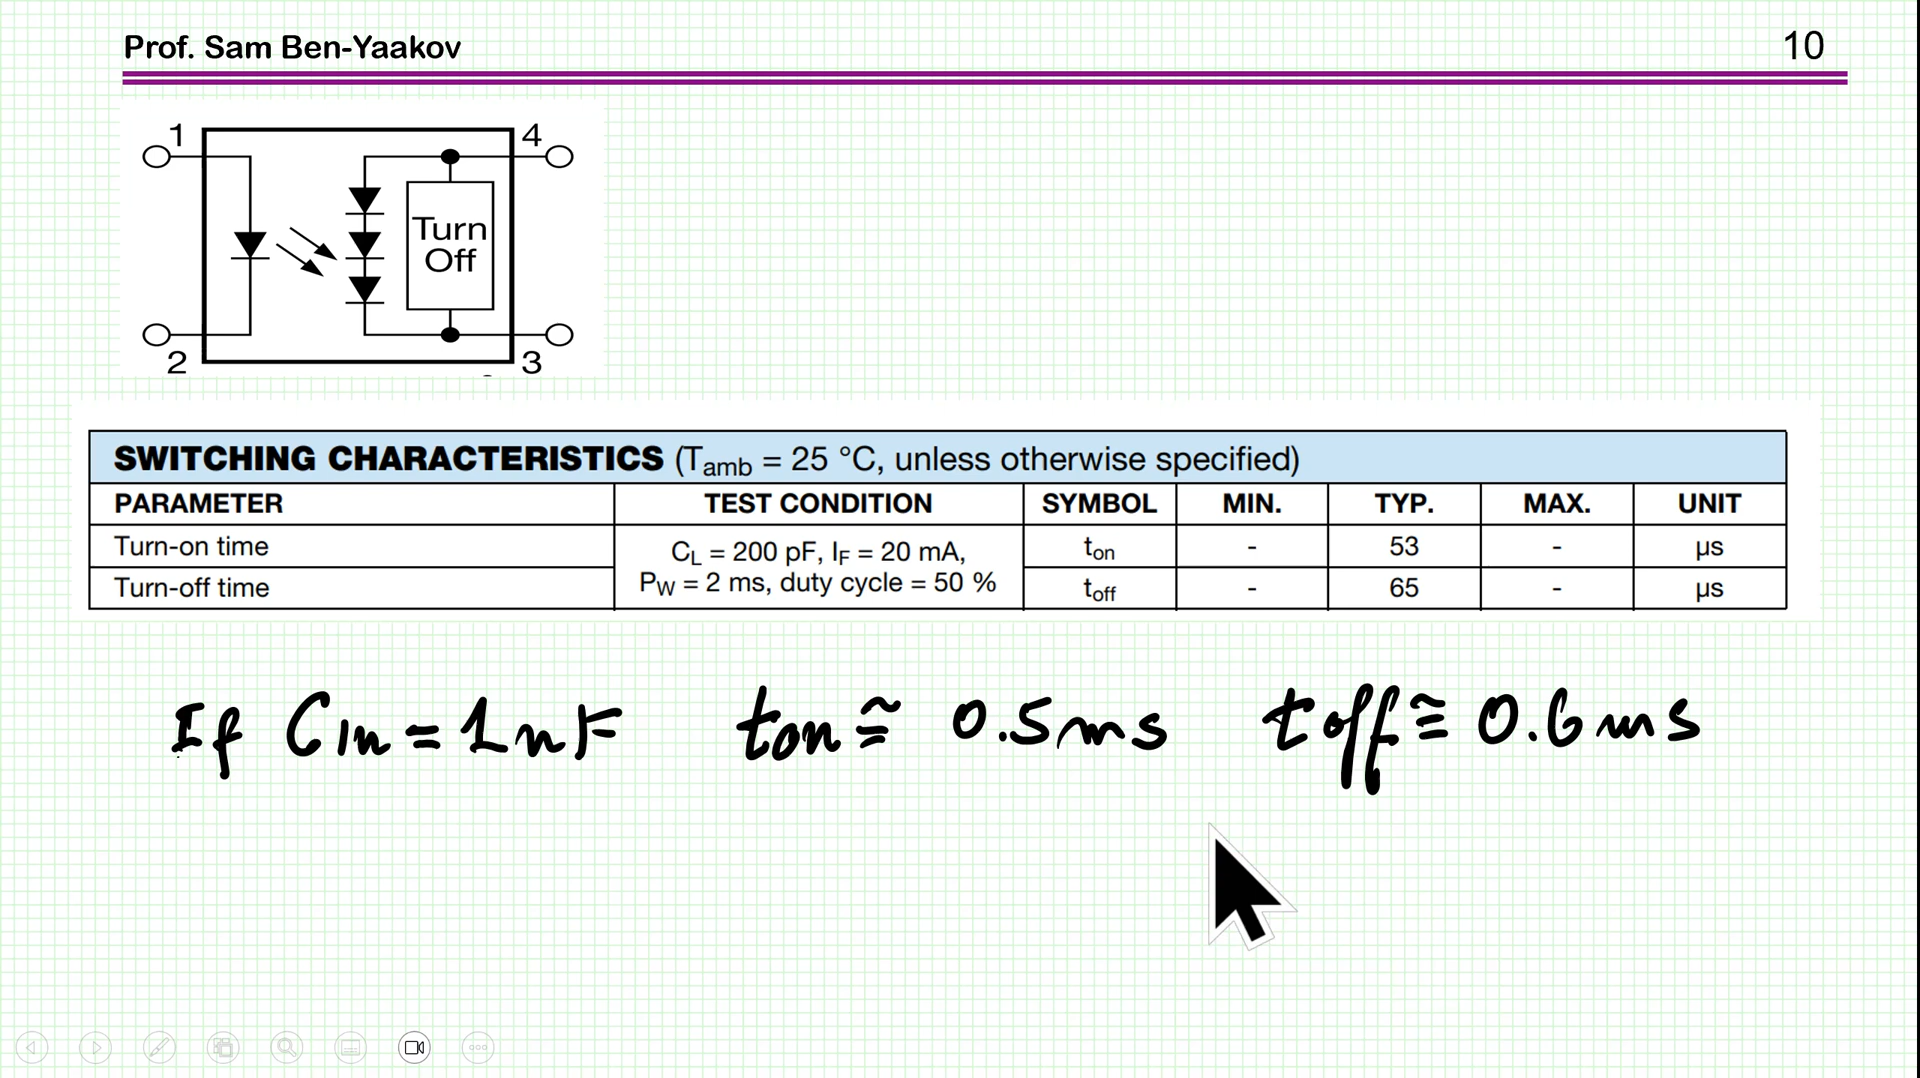 Prof. Sam Ben-Yaakov 10
1 4
Turn
Off
2 3
SWITCHING CHARACTERISTICS (Tamb = 25 °C, unless otherwise specified)
PARAMETER TEST CONDITION SYMBOL MIN. TYP. MAX. UNIT
Turn-on time CL = 200 pF, IF = 20 mA, ton - 53 - µs
Turn-off time PW = 2 ms, duty cycle = 50 % toff - 65 - µs
If Cin = 1nF ton ≅ 0.5ms toff ≅ 0.6ms